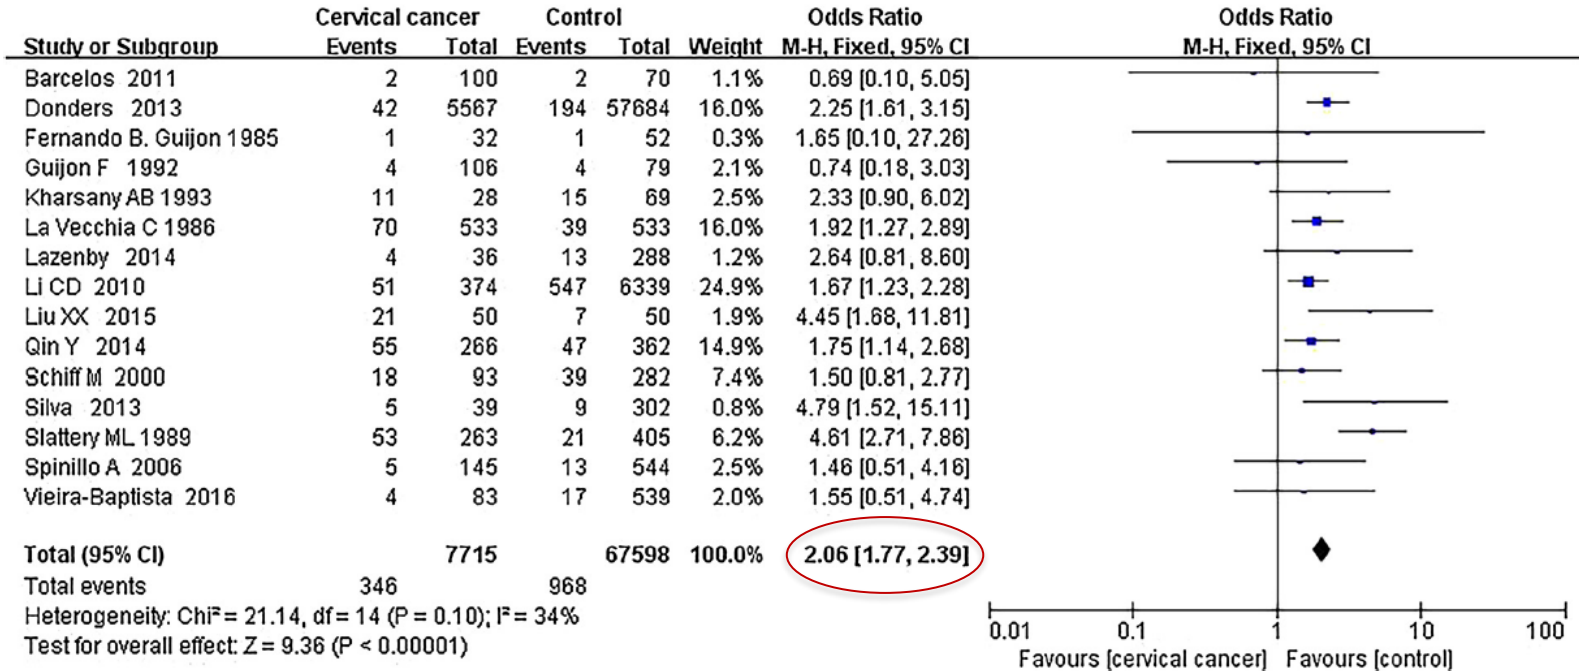 Cervical cancer Control Odds Ratio Odds Ratio
Study or Subgroup Events Total Events Total Weight M-H, Fixed, 95% CI M-H, Fixed, 95% CI
Barcelos 2011 2 100 2 70 1.1% 0.69 [0.10, 5.05]
Donders 2013 42 5567 194 57684 16.0% 2.25 [1.61, 3.15]
Fernando B. Guijon 1985 1 32 1 52 0.3% 1.65 [0.10, 27.26]
Guijon F 1992 4 106 4 79 2.1% 0.74 [0.18, 3.03]
Kharsany AB 1993 11 28 15 69 2.5% 2.33 [0.90, 6.02]
La Vecchia C 1986 70 533 39 533 16.0% 1.92 [1.27, 2.89]
Lazenby 2014 4 36 13 288 1.2% 2.64 [0.81, 8.60]
Li CD 2010 51 374 547 6339 24.9% 1.67 [1.23, 2.28]
Liu XX 2015 21 50 7 50 1.9% 4.45 [1.68, 11.81]
Qin Y 2014 55 266 47 362 14.9% 1.75 [1.14, 2.68]
Schiff M 2000 18 93 39 282 7.4% 1.50 [0.81, 2.77]
Silva 2013 5 39 9 302 0.8% 4.79 [1.52, 15.11]
Slattery ML 1989 53 263 21 405 6.2% 4.61 [2.71, 7.86]
Spinillo A 2006 5 145 13 544 2.5% 1.46 [0.51, 4.16]
Vieira-Baptista 2016 4 83 17 539 2.0% 1.55 [0.51, 4.74]
Total (95% CI) 7715 67598 100.0% 2.06 [1.77, 2.39]
Total events 346 968
Heterogeneity: Chi² = 21.14, df = 14 (P = 0.10); I² = 34%
Test for overall effect: Z = 9.36 (P < 0.00001)
0.01 0.1 1 10 100
Favours [cervical cancer] Favours [control]